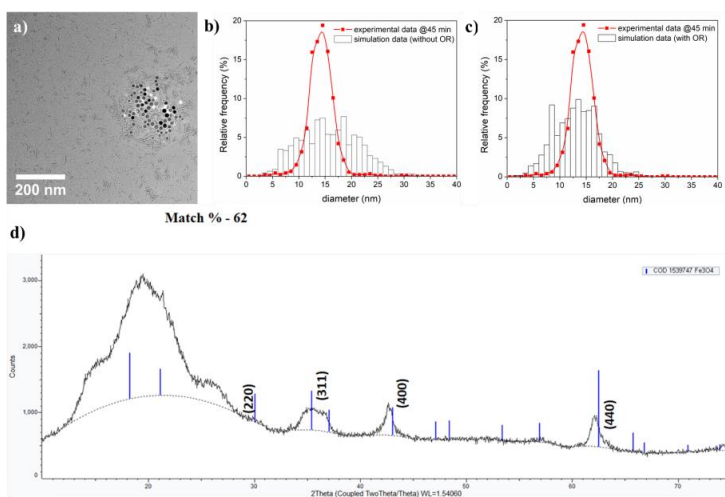 a)
200 nm
b)
20
15
10
5
0
Relative frequency (%)
experimental data @45 min
simulation data (without OR)
0 5 10 15 20 25 30 35 40
diameter (nm)
c)
20
15
10
5
0
Relative frequency (%)
experimental data @45 min
simulation data (with OR)
0 5 10 15 20 25 30 35 40
diameter (nm)
Match % - 62
d)
COD 1539747 Fe3O4
3,000
2,000
1,000
0
Counts
(220)
(311)
(400)
(440)
20 30 40 50 60 70
2Theta (Coupled TwoTheta/Theta) WL=1.54060